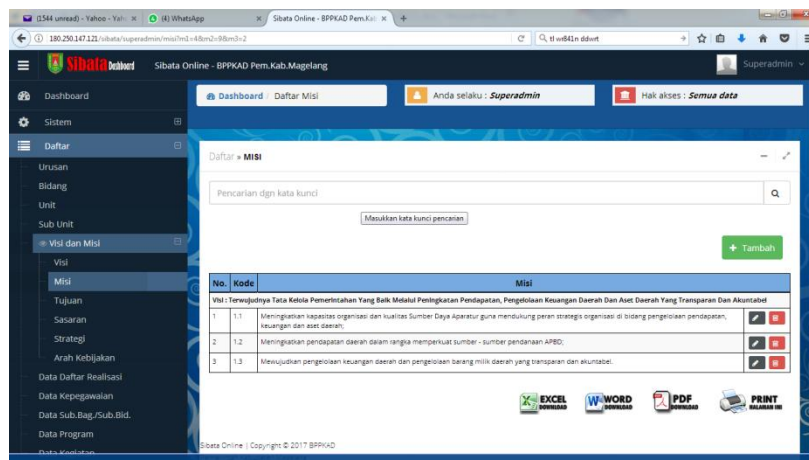 (1544 unread) - Yahoo - Yah
(4) WhatsApp
Sibata Online - BPPKAD Pem.Kab
180.250.147.121/sibata/superadmin/misi?m1=4&m2=98m3=2
tl wr841n ddwrt
Sibata Dashboard
Sibata Online - BPPKAD Pem.Kab.Magelang
Superadmin
Dashboard
Sistem
Daftar
Urusan
Bidang
Unit
Sub Unit
Visi dan Misi
Visi
Misi
Tujuan
Sasaran
Strategi
Arah Kebijakan
Data Daftar Realisasi
Data Kepegawaian
Data Sub.Bag./Sub.Bid.
Data Program
Data Kegiatan
Dashboard / Daftar Misi
Anda selaku : Superadmin
Hak akses : Semua data
Daftar » MISI
Pencarian dgn kata kunci
Masukkan kata kunci pencarian
+ Tambah
No. Kode Misi
Visi : Terwujudnya Tata Kelola Pemerintahan Yang Baik Melalui Peningkatan Pendapatan, Pengelolaan Keuangan Daerah Dan Aset Daerah Yang Transparan Dan Akuntabel
1 1.1 Meningkatkan kapasitas organisasi dan kualitas Sumber Daya Aparatur guna mendukung peran strategis organisasi di bidang pengelolaan pendapatan,
keuangan dan aset daerah;
2 1.2 Meningkatkan pendapatan daerah dalam rangka memperkuat sumber - sumber pendanaan APBD;
3 1.3 Mewujudkan pengelolaan keuangan daerah dan pengelolaan barang milik daerah yang transparan dan akuntabel.
EXCEL DOWNLOAD
WORD DOWNLOAD
PDF DOWNLOAD
PRINT HALAMAN INI
Sibata Online | Copyright © 2017 BPPKAD